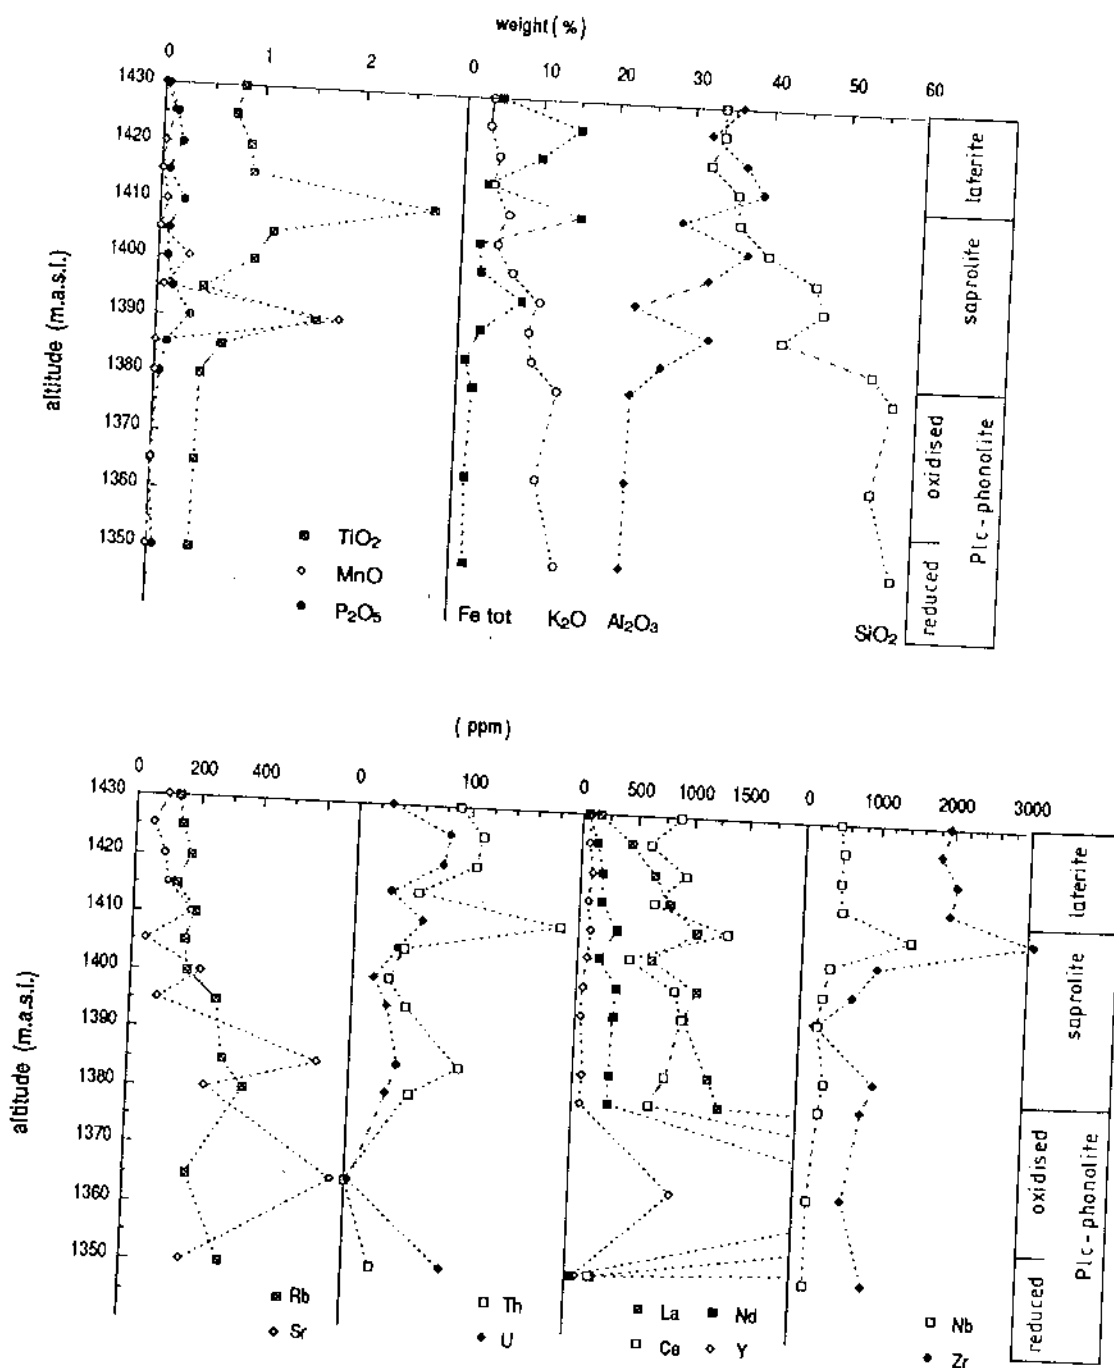 weight ( % )
0 1 2 0 10 20 30 40 50 60
1430
1420
1410
1400
1390
1380
1370
1360
1350
altitude (m.a.s.l.)
laterite
saprolite
oxidised
reduced
Plc-phonolite
TiO2
MnO
P2O5
Fe tot K2O Al2O3 SiO2
( ppm)
0 200 400 0 100 0 500 1000 1500 0 1000 2000 3000
1430
1420
1410
1400
1390
1380
1370
1360
1350
altitude (m.a.s.l.)
laterite
saprolite
oxidised
reduced
Plc-phonolite
Rb Th La Nd Nb
Sr U Ce Y Zr